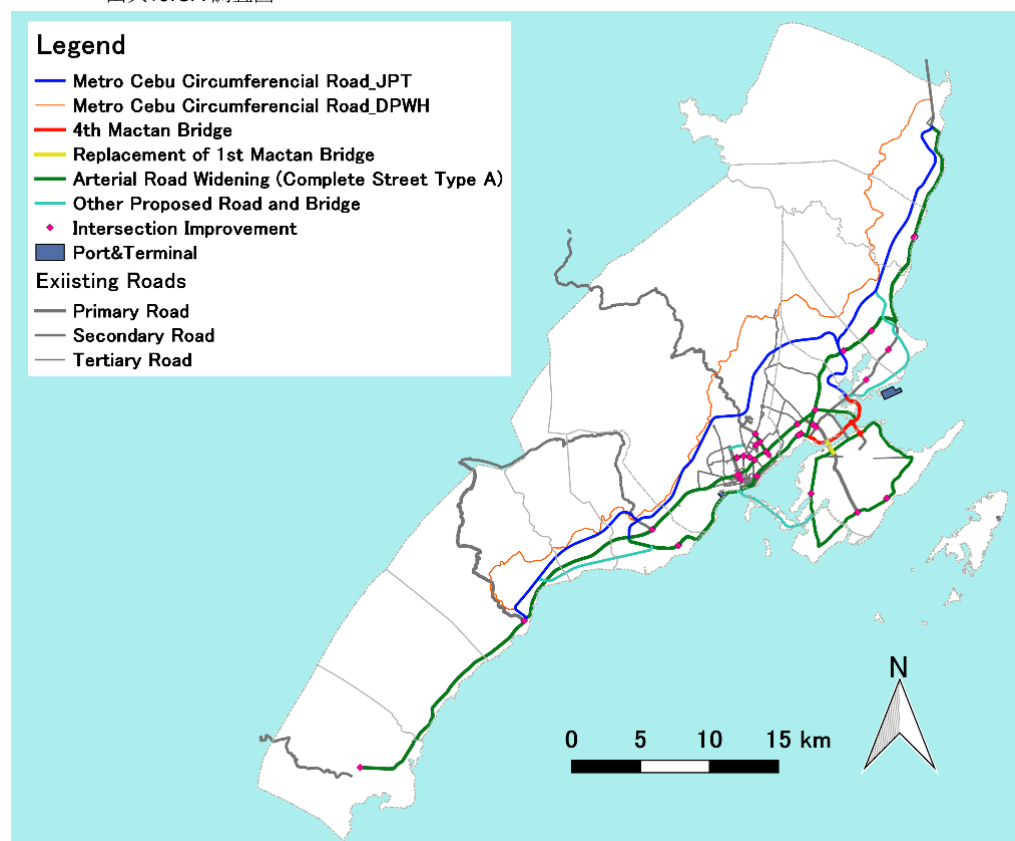 Legend
Metro Cebu Circumferencial Road_JPT
Metro Cebu Circumferencial Road_DPWH
4th Mactan Bridge
Replacement of 1st Mactan Bridge
Arterial Road Widening (Complete Street Type A)
Other Proposed Road and Bridge
Intersection Improvement
Port&Terminal
Exiisting Roads
Primary Road
Secondary Road
Tertiary Road
N
0 5 10 15 km